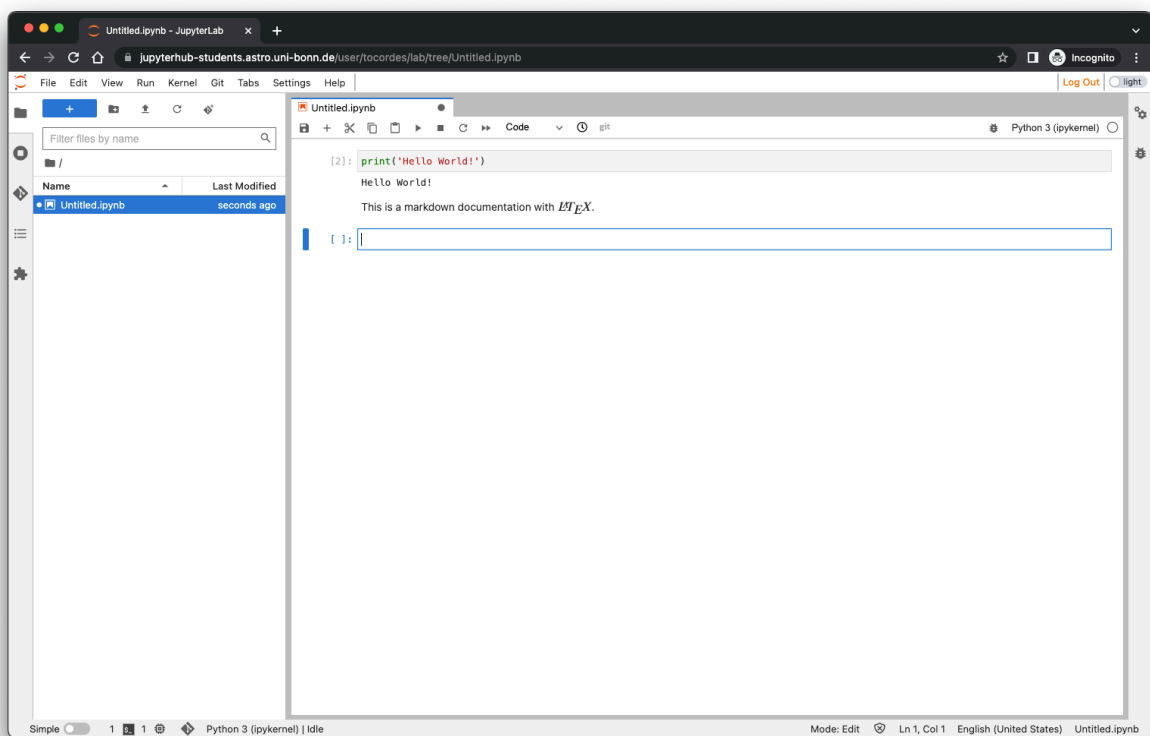 Untitled.ipynb - JupyterLab
jupyterhub-students.astro.uni-bonn.de/user/tocordes/lab/tree/Untitled.ipynb
Incognito
File Edit View Run Kernel Git Tabs Settings Help
Log Out light
Untitled.ipynb
Code git Python 3 (ipykernel)
Filter files by name
/
Name Last Modified
Untitled.ipynb seconds ago
[2]: print('Hello World!')
Hello World!
This is a markdown documentation with LATEX.
[ ]:
Simple 1 $_ 1 Python 3 (ipykernel) | Idle Mode: Edit Ln 1, Col 1 English (United States) Untitled.ipynb